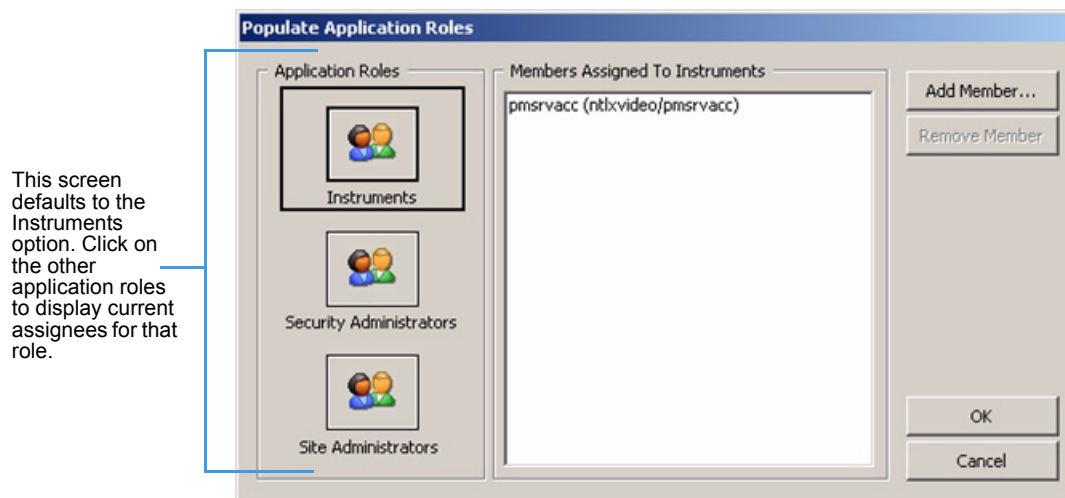 Populate Application Roles
Application Roles
Members Assigned To Instruments
pmsrvacc (ntlxvideo/pmsrvacc)
Add Member...
Remove Member
Instruments
Security Administrators
Site Administrators
OK
Cancel
This screen
defaults to the
Instruments
option. Click on
the other
application roles
to display current
assignees for that
role.